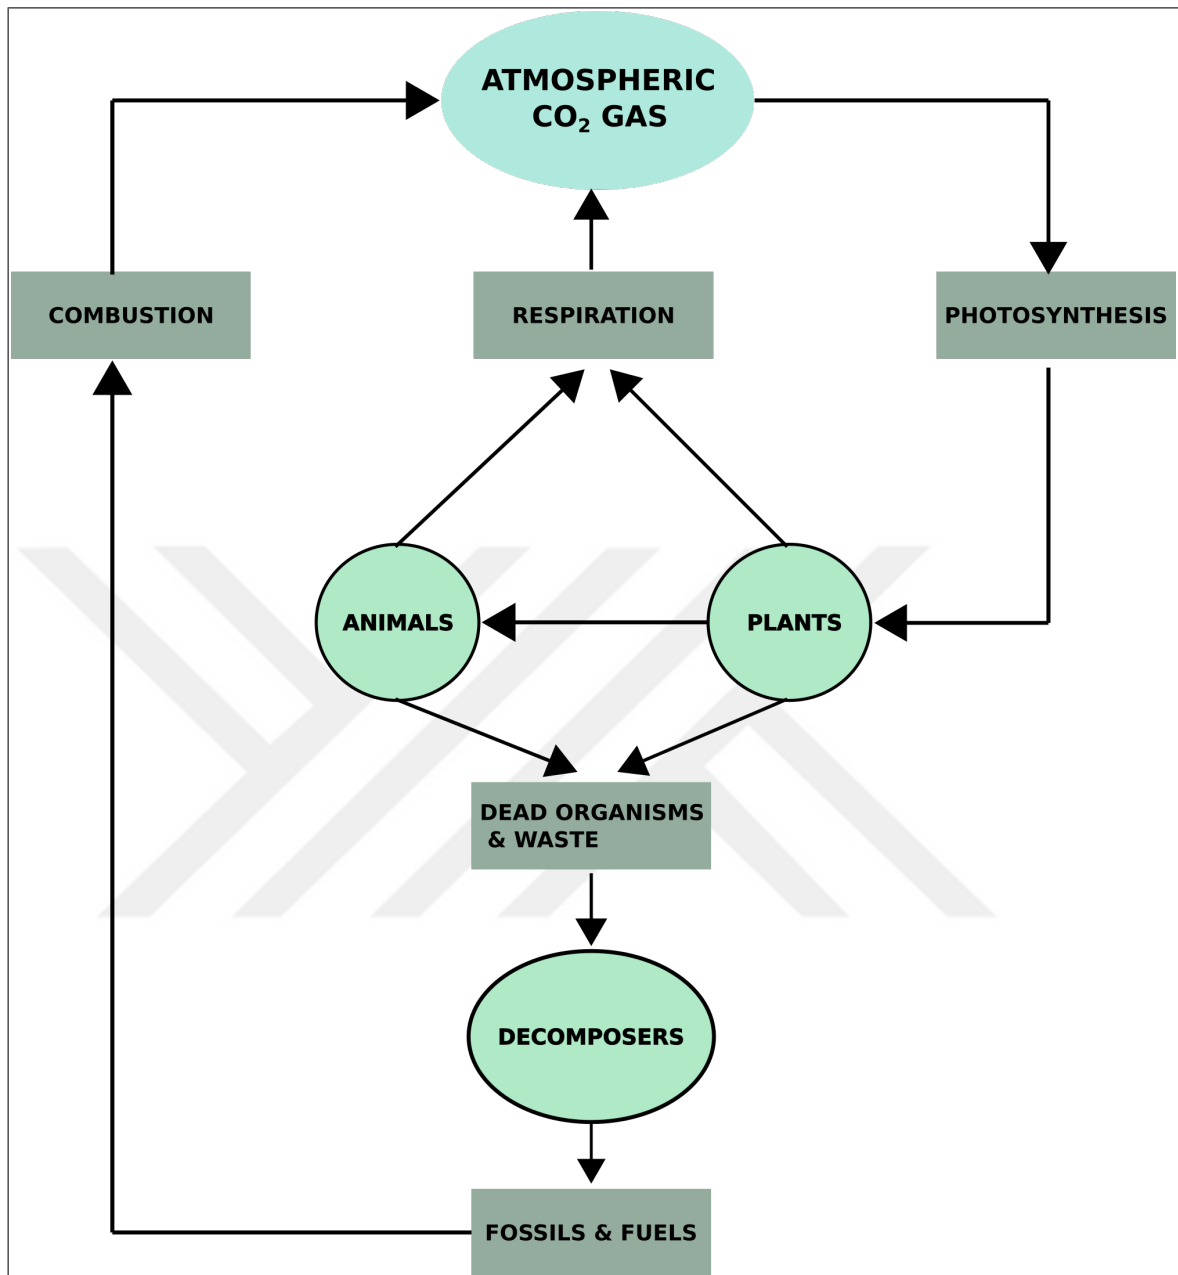 ATMOSPHERIC
CO₂ GAS
COMBUSTION
RESPIRATION
PHOTOSYNTHESIS
ANIMALS
PLANTS
DEAD ORGANISMS
& WASTE
DECOMPOSERS
FOSSILS & FUELS